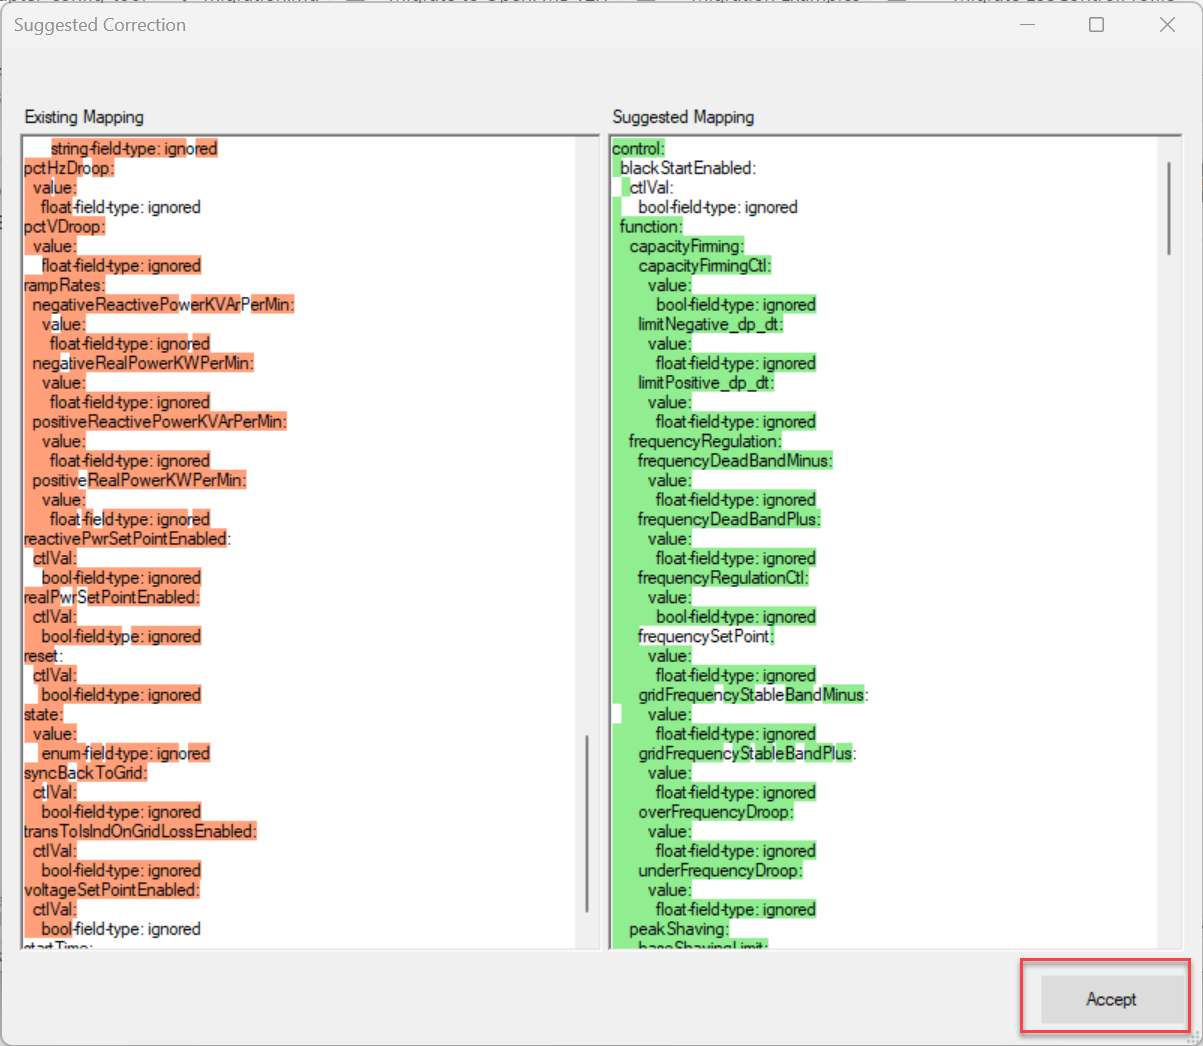 Suggested Correction
Existing Mapping
string-field-type: ignored
pctHzDroop:
value:
float-field-type: ignored
pctVDroop:
value:
float-field-type: ignored
rampRates:
negativeReactivePowerKVArPerMin:
value:
float-field-type: ignored
negativeRealPowerKWPerMin:
value:
float-field-type: ignored
positiveReactivePowerKVArPerMin:
value:
float-field-type: ignored
positiveRealPowerKWPerMin:
value:
float-field-type: ignored
reactivePwrSetPointEnabled:
ctlVal:
bool-field-type: ignored
realPwrSetPointEnabled:
ctlVal:
bool-field-type: ignored
reset:
ctlVal:
bool-field-type: ignored
state:
value:
enum-field-type: ignored
syncBackToGrid:
ctlVal:
bool-field-type: ignored
transToIslndOnGridLossEnabled:
ctlVal:
bool-field-type: ignored
voltageSetPointEnabled:
ctlVal:
bool-field-type: ignored
startTime:
Suggested Mapping
control:
blackStartEnabled:
ctlVal:
bool-field-type: ignored
function:
capacityFirming:
capacityFirmingCtl:
value:
bool-field-type: ignored
limitNegative_dp_dt:
value:
float-field-type: ignored
limitPositive_dp_dt:
value:
float-field-type: ignored
frequencyRegulation:
frequencyDeadBandMinus:
value:
float-field-type: ignored
frequencyDeadBandPlus:
value:
float-field-type: ignored
frequencyRegulationCtl:
value:
bool-field-type: ignored
frequencySetPoint:
value:
float-field-type: ignored
gridFrequencyStableBandMinus:
value:
float-field-type: ignored
gridFrequencyStableBandPlus:
value:
float-field-type: ignored
overFrequencyDroop:
value:
float-field-type: ignored
underFrequencyDroop:
value:
float-field-type: ignored
peakShaving:
baseShavingLimit:
Accept